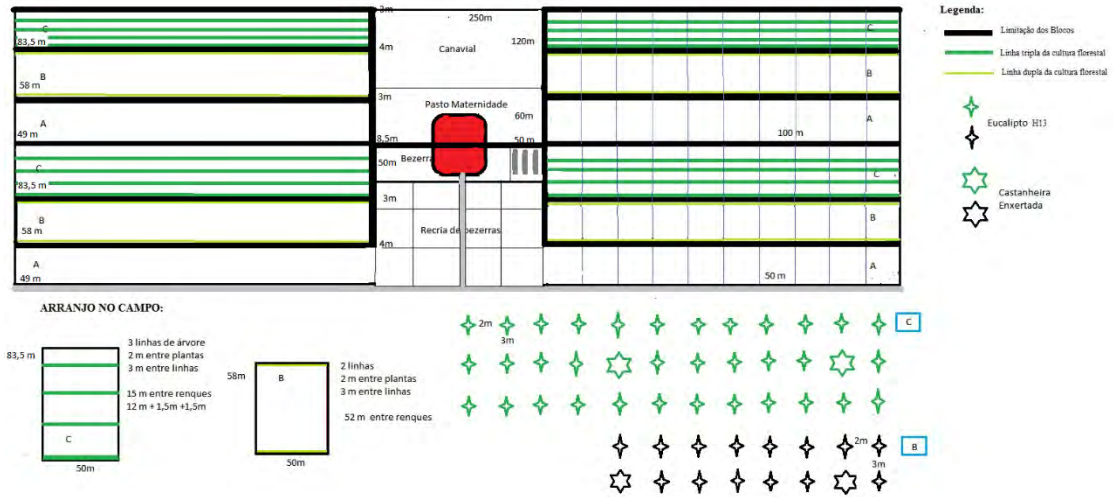 C
83,5 m
B
58 m
A
49 m
C
83,5 m
B
58 m
A
49 m
3m
250m
4m
Canavial
120m
3m
Pasto Maternidade
60m
8,5m
50 m
50m
Bezerra
3m
Recria de bezerras
4m
C
B
A
100 m
C
B
50 m
A
Legenda:
Limitação dos Blocos
Linha tripla da cultura florestal
Linha dupla da cultura florestal
Eucalipto H13
Castanheira
Enxertada
ARRANJO NO CAMPO:
83,5 m
3 linhas de árvore
2 m entre plantas
3 m entre linhas
15 m entre renques
12 m + 1,5m +1,5m
C
50m
58m
B
2 linhas
2 m entre plantas
3 m entre linhas
52 m entre renques
50m
2m
3m
C
2m
B
3m